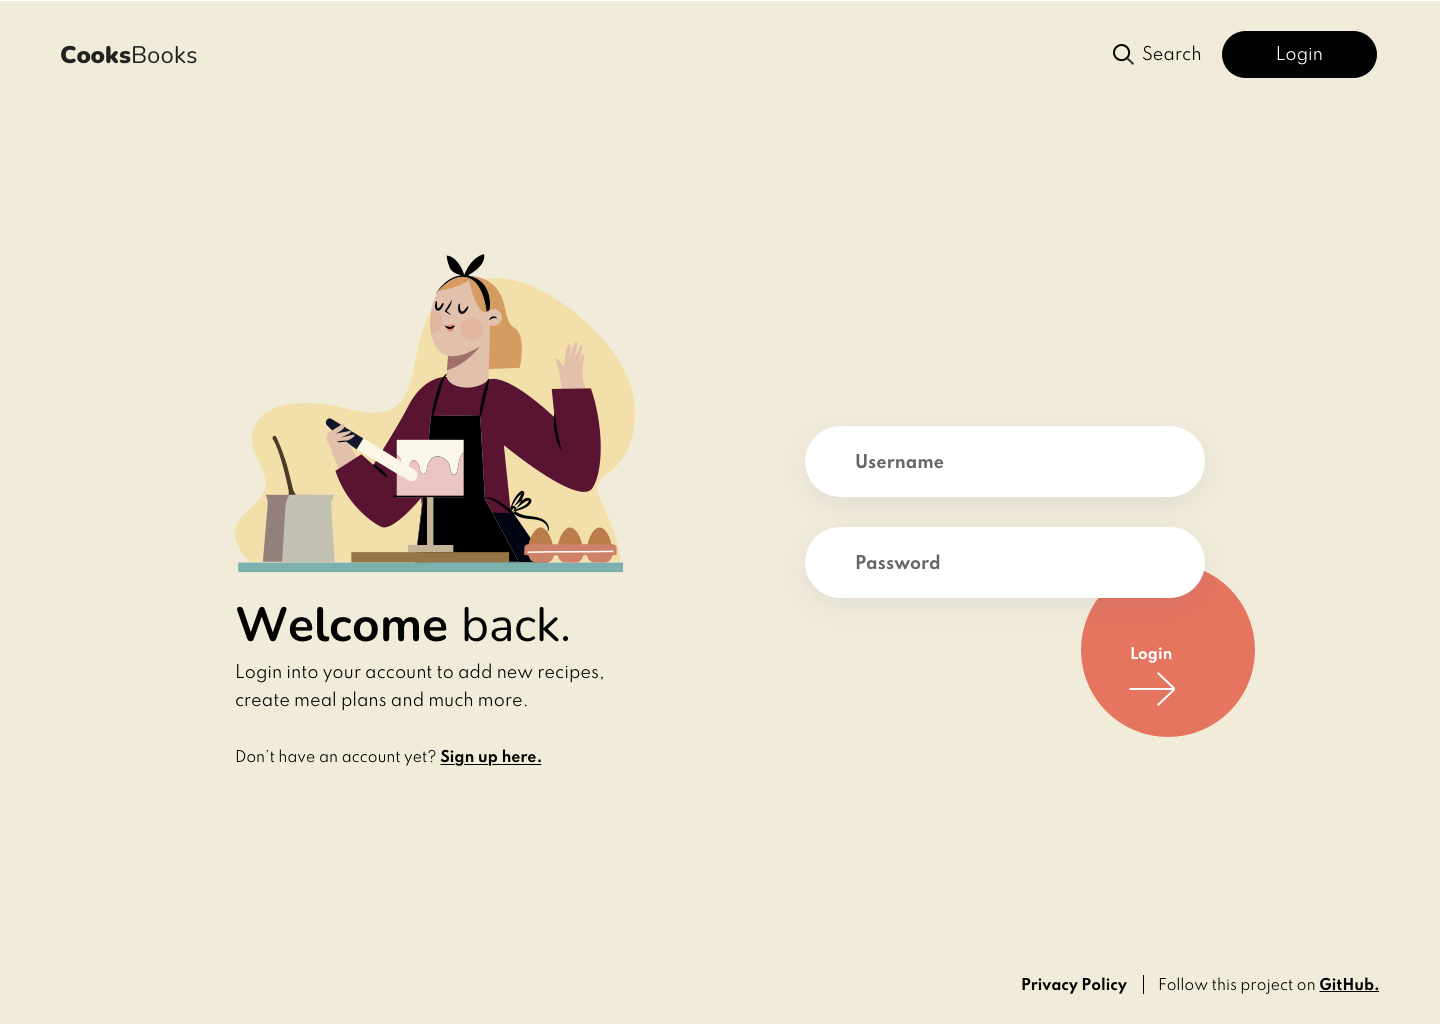 CooksBooks
Search
Login
Welcome back.
Login into your account to add new recipes,
create meal plans and much more.
Don't have an account yet? Sign up here.
Username
Password
Login
Privacy Policy
Follow this project on GitHub.